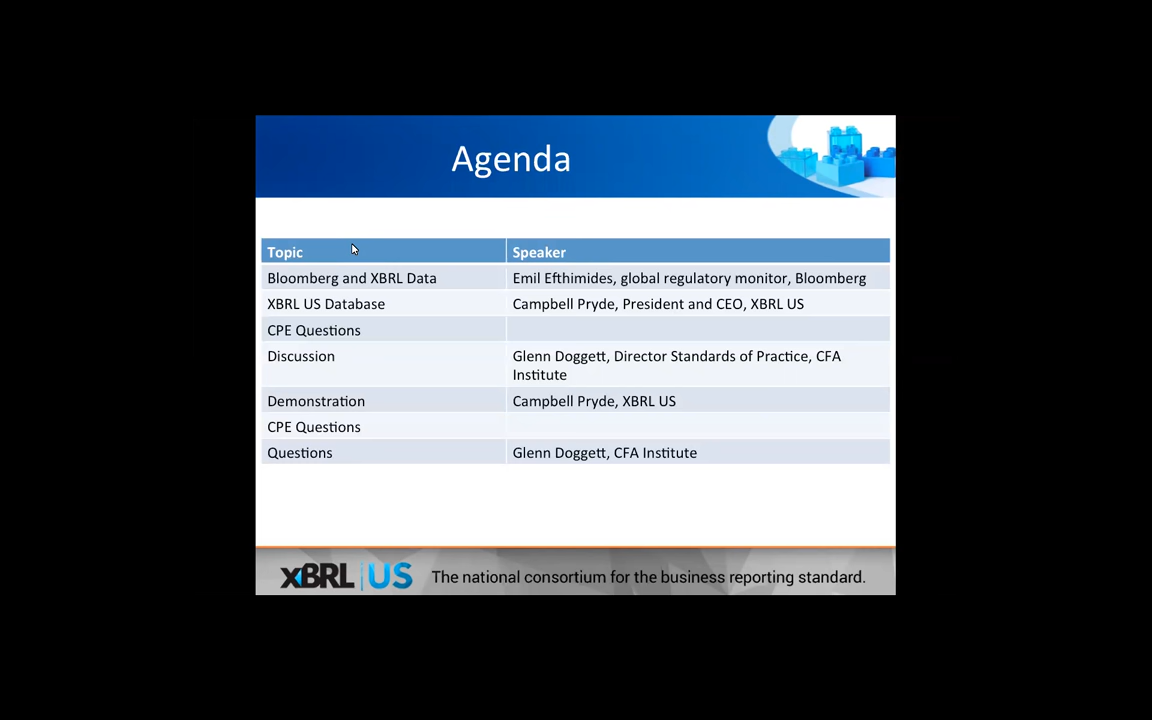 Agenda
Topic Speaker
Bloomberg and XBRL Data Emil Efthimides, global regulatory monitor, Bloomberg
XBRL US Database Campbell Pryde, President and CEO, XBRL US
CPE Questions
Discussion Glenn Doggett, Director Standards of Practice, CFA
Institute
Demonstration Campbell Pryde, XBRL US
CPE Questions
Questions Glenn Doggett, CFA Institute
XBRL US The national consortium for the business reporting standard.